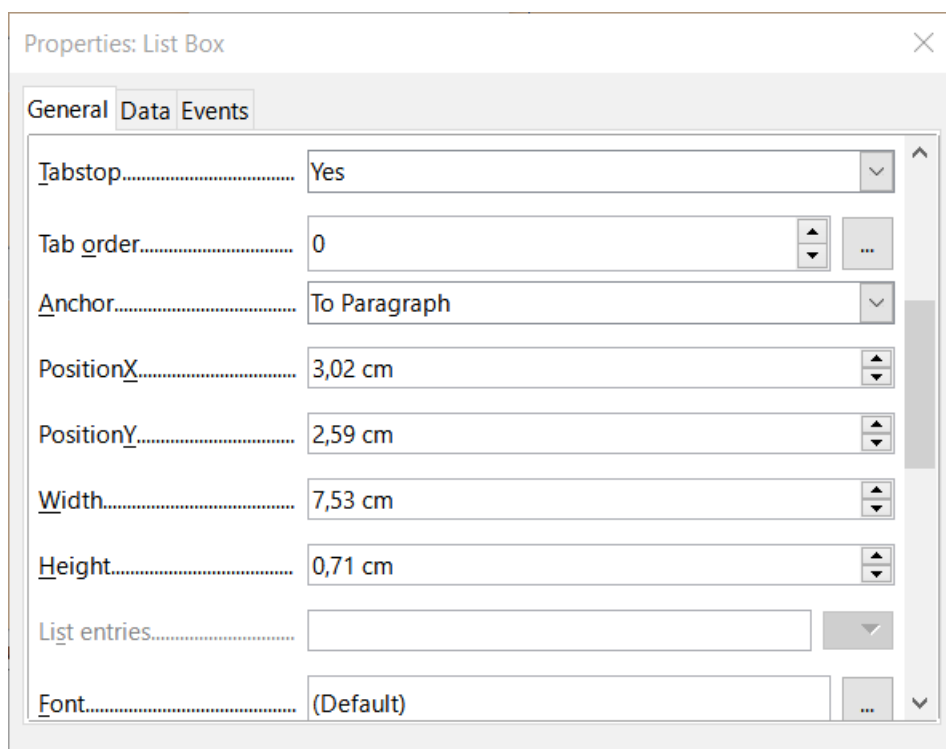 Properties: List Box
General Data Events
Tabstop.................................... Yes
Tab order................................ 0 ...
Anchor..................................... To Paragraph
PositionX................................. 3,02 cm
PositionY................................. 2,59 cm
Width........................................ 7,53 cm
Height...................................... 0,71 cm
List entries..............................
Font............................................ (Default) ...